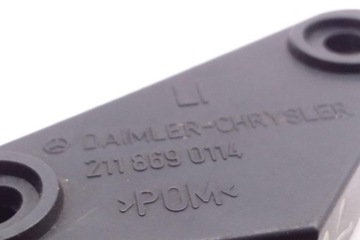 LI
DAIMLER-CHRYSLER
211 869 0114
>POM<